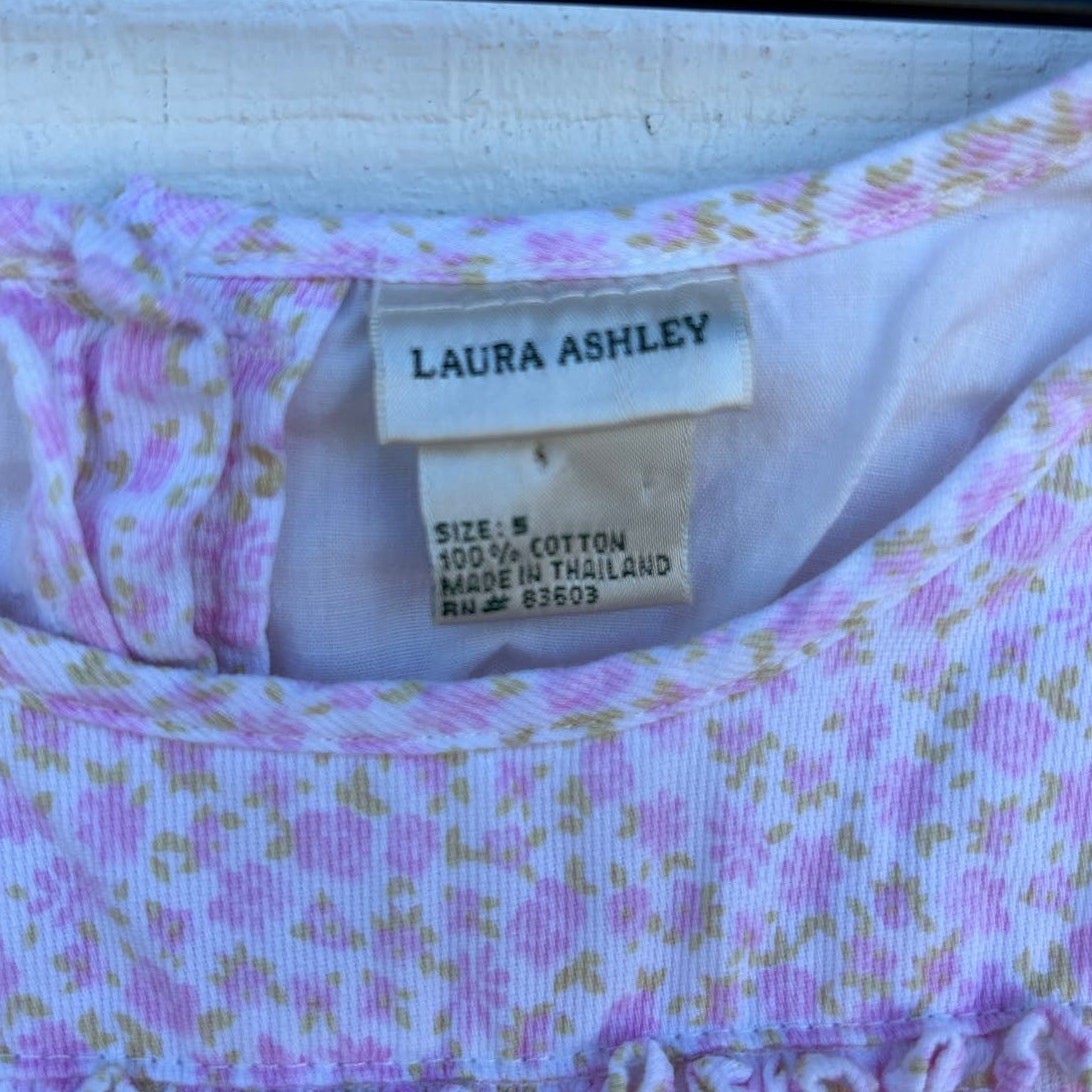 LAURA ASHLEY
SIZE: 5
100% COTTON
MADE IN THAILAND
RN # 83603